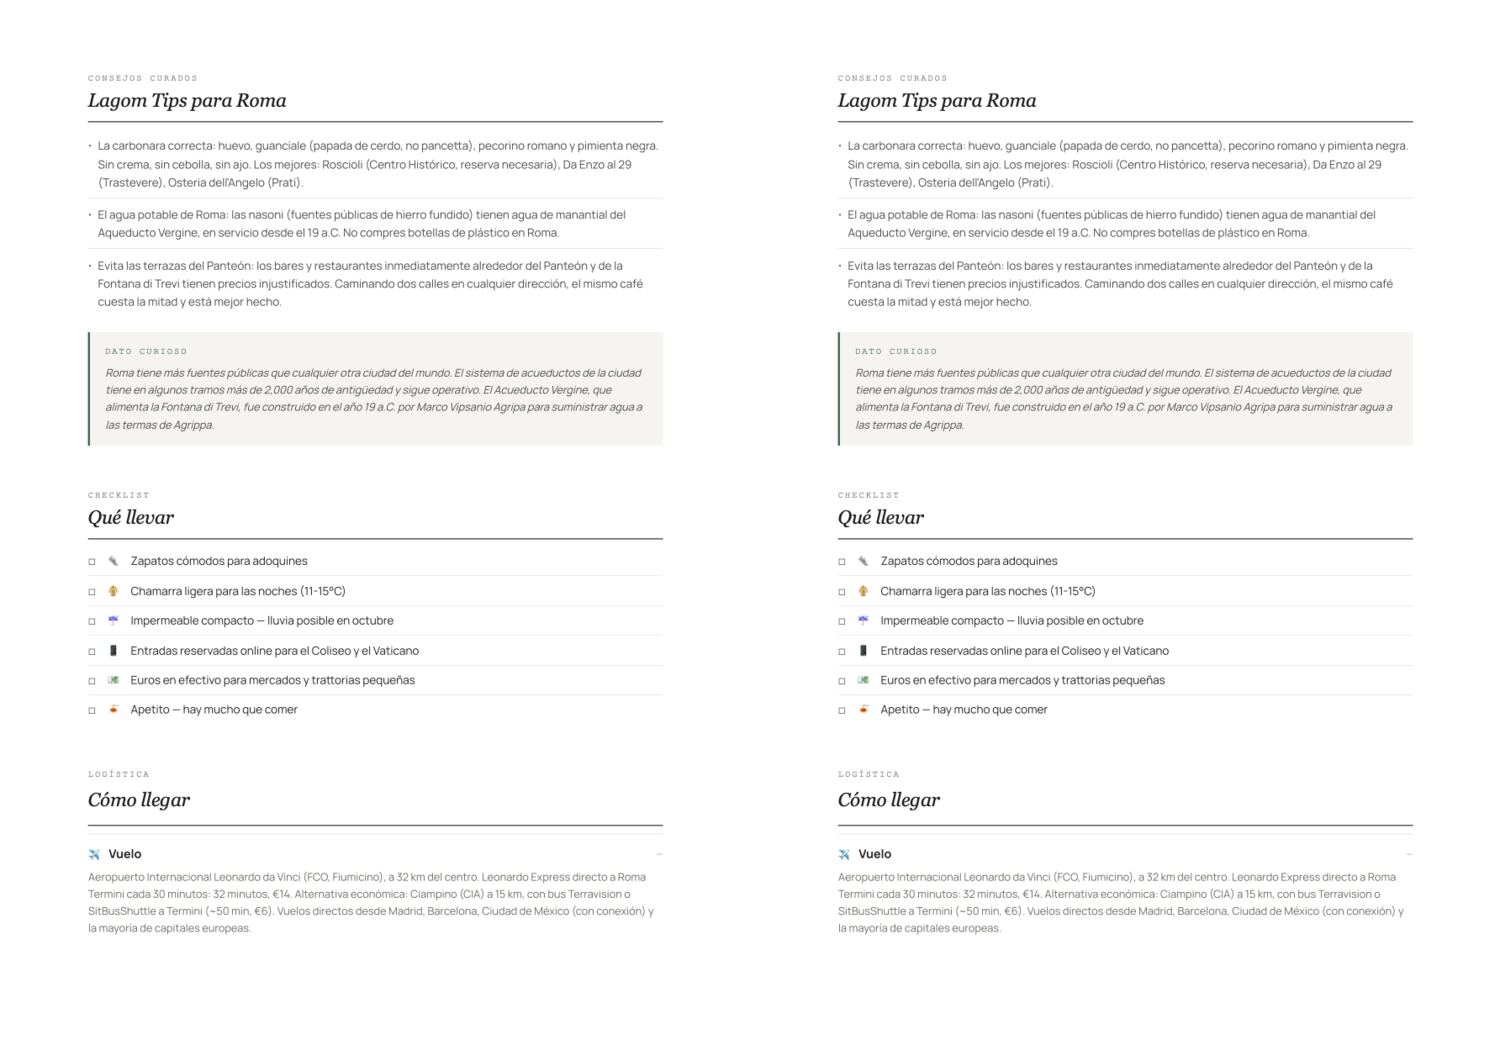 CONSEJOS CURADOS
Lagom Tips para Roma
· La carbonara correcta: huevo, guanciale (papada de cerdo, no pancetta), pecorino romano y pimienta negra.
Sin crema, sin cebolla, sin ajo. Los mejores: Roscioli (Centro Histórico, reserva necesaria), Da Enzo al 29
(Trastevere), Osteria dell'Angelo (Prati).
· El agua potable de Roma: las nasoni (fuentes públicas de hierro fundido) tienen agua de manantial del
Aqueducto Vergine, en servicio desde el 19 a.C. No compres botellas de plástico en Roma.
· Evita las terrazas del Panteón: los bares y restaurantes inmediatamente alrededor del Panteón y de la
Fontana di Trevi tienen precios injustificados. Caminando dos calles en cualquier dirección, el mismo café
cuesta la mitad y está mejor hecho.
DATO CURIOSO
Roma tiene más fuentes públicas que cualquier otra ciudad del mundo. El sistema de acueductos de la ciudad
tiene en algunos tramos más de 2,000 años de antigüedad y sigue operativo. El Acueducto Vergine, que
alimenta la Fontana di Trevi, fue construido en el año 19 a.C. por Marco Vipsanio Agripa para suministrar agua a
las termas de Agrippa.
CHECKLIST
Qué llevar
Zapatos cómodos para adoquines
Chamarra ligera para las noches (11-15°C)
Impermeable compacto — lluvia posible en octubre
Entradas reservadas online para el Coliseo y el Vaticano
Euros en efectivo para mercados y trattorias pequeñas
Apetito — hay mucho que comer
LOGÍSTICA
Cómo llegar
Vuelo —
Aeropuerto Internacional Leonardo da Vinci (FCO, Fiumicino), a 32 km del centro. Leonardo Express directo a Roma
Termini cada 30 minutos: 32 minutos, €14. Alternativa económica: Ciampino (CIA) a 15 km, con bus Terravision o
SitBusShuttle a Termini (~50 min, €6). Vuelos directos desde Madrid, Barcelona, Ciudad de México (con conexión) y
la mayoría de capitales europeas.
CONSEJOS CURADOS
Lagom Tips para Roma
· La carbonara correcta: huevo, guanciale (papada de cerdo, no pancetta), pecorino romano y pimienta negra.
Sin crema, sin cebolla, sin ajo. Los mejores: Roscioli (Centro Histórico, reserva necesaria), Da Enzo al 29
(Trastevere), Osteria dell'Angelo (Prati).
· El agua potable de Roma: las nasoni (fuentes públicas de hierro fundido) tienen agua de manantial del
Aqueducto Vergine, en servicio desde el 19 a.C. No compres botellas de plástico en Roma.
· Evita las terrazas del Panteón: los bares y restaurantes inmediatamente alrededor del Panteón y de la
Fontana di Trevi tienen precios injustificados. Caminando dos calles en cualquier dirección, el mismo café
cuesta la mitad y está mejor hecho.
DATO CURIOSO
Roma tiene más fuentes públicas que cualquier otra ciudad del mundo. El sistema de acueductos de la ciudad
tiene en algunos tramos más de 2,000 años de antigüedad y sigue operativo. El Acueducto Vergine, que
alimenta la Fontana di Trevi, fue construido en el año 19 a.C. por Marco Vipsanio Agripa para suministrar agua a
las termas de Agrippa.
CHECKLIST
Qué llevar
Zapatos cómodos para adoquines
Chamarra ligera para las noches (11-15°C)
Impermeable compacto — lluvia posible en octubre
Entradas reservadas online para el Coliseo y el Vaticano
Euros en efectivo para mercados y trattorias pequeñas
Apetito — hay mucho que comer
LOGÍSTICA
Cómo llegar
Vuelo —
Aeropuerto Internacional Leonardo da Vinci (FCO, Fiumicino), a 32 km del centro. Leonardo Express directo a Roma
Termini cada 30 minutos: 32 minutos, €14. Alternativa económica: Ciampino (CIA) a 15 km, con bus Terravision o
SitBusShuttle a Termini (~50 min, €6). Vuelos directos desde Madrid, Barcelona, Ciudad de México (con conexión) y
la mayoría de capitales europeas.